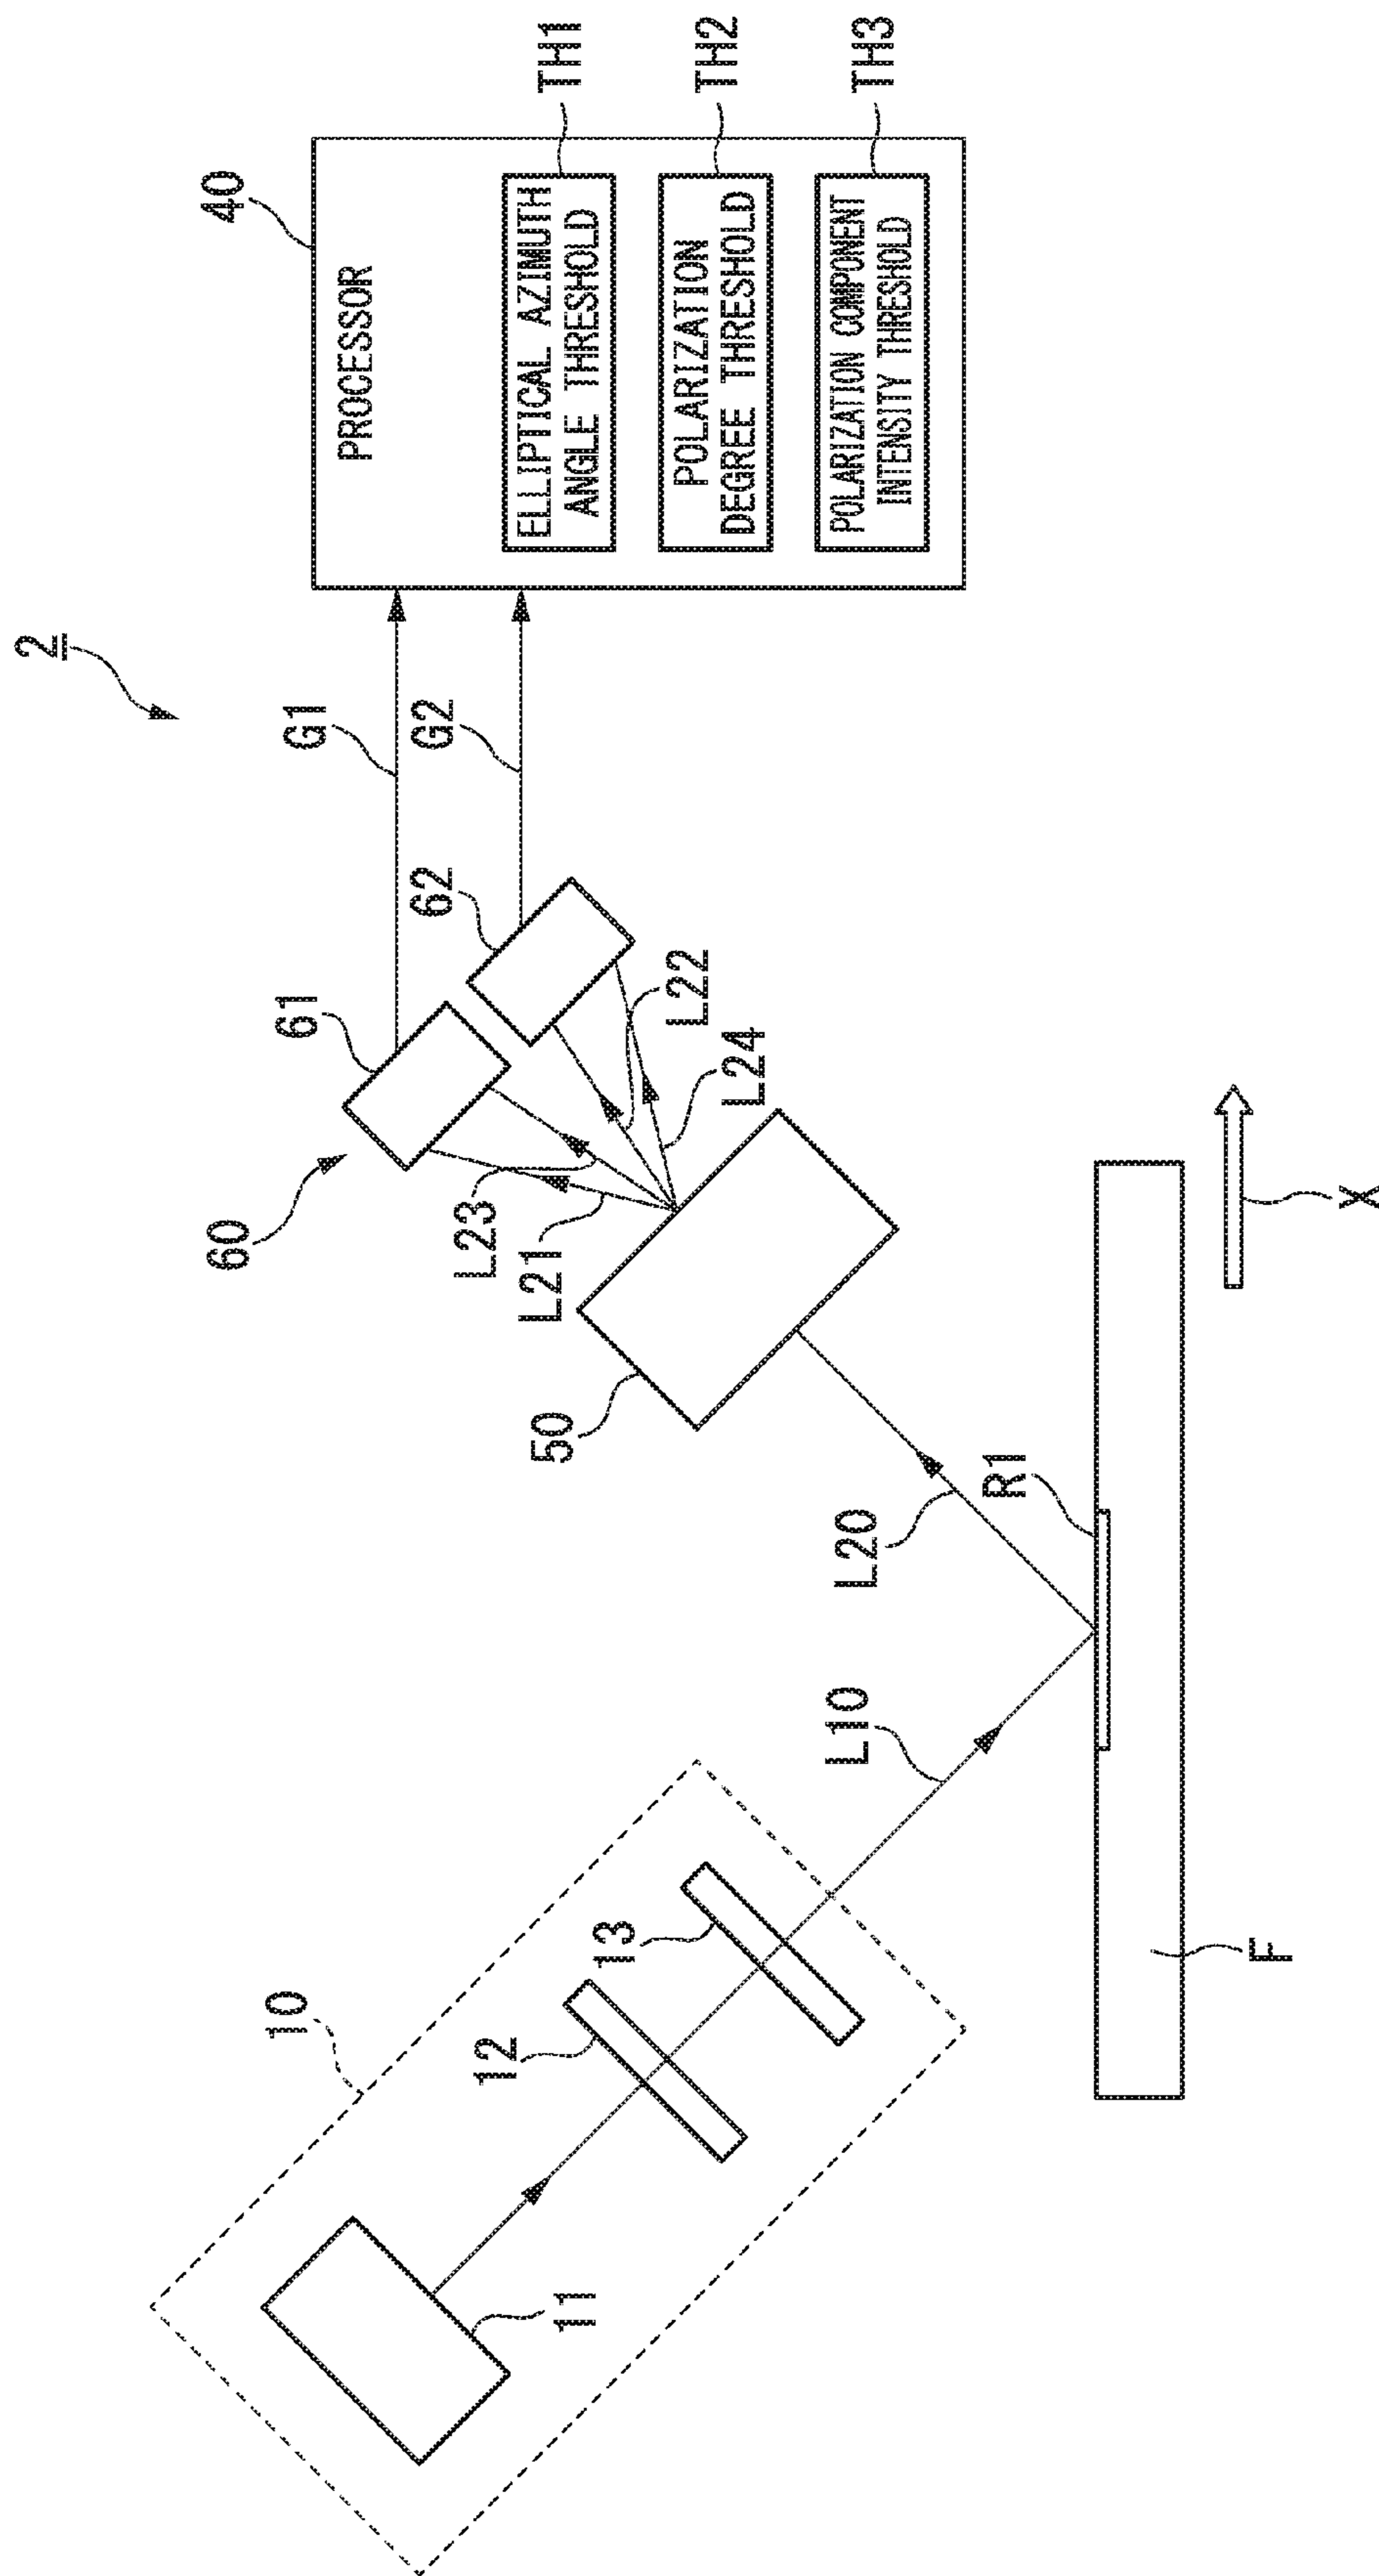 2
40
PROCESSOR
ELLIPTICAL AZIMUTH
ANGLE THRESHOLD
TH1
POLARIZATION
DEGREE THRESHOLD
TH2
POLARIZATION COMPONENT
INTENSITY THRESHOLD
TH3
G1
G2
60
61
62
L23
L21
L22
L24
50
10
11
12
13
L10
L20
R1
F
X